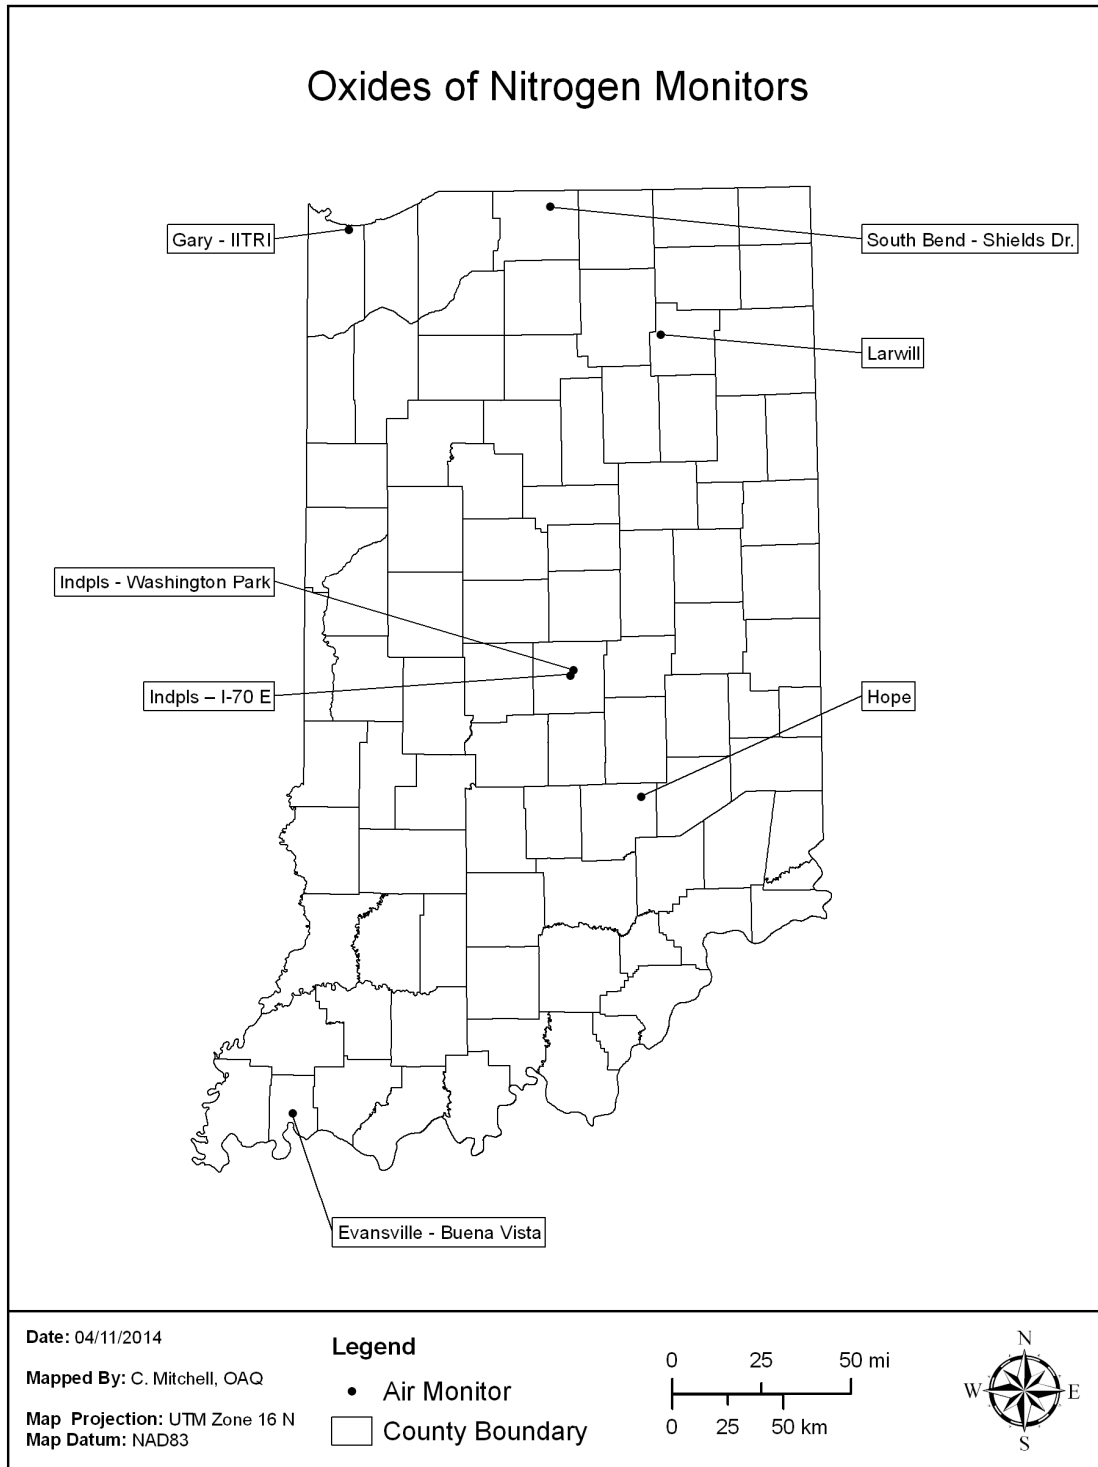 Oxides of Nitrogen Monitors
Gary - IITRI
South Bend - Shields Dr.
Larwill
Indpls - Washington Park
Indpls – I-70 E
Hope
Evansville - Buena Vista
Date: 04/11/2014
Mapped By: C. Mitchell, OAQ
Map Projection: UTM Zone 16 N
Map Datum: NAD83
Legend
Air Monitor
County Boundary
0 25 50 mi
0 25 50 km
N
W E
S